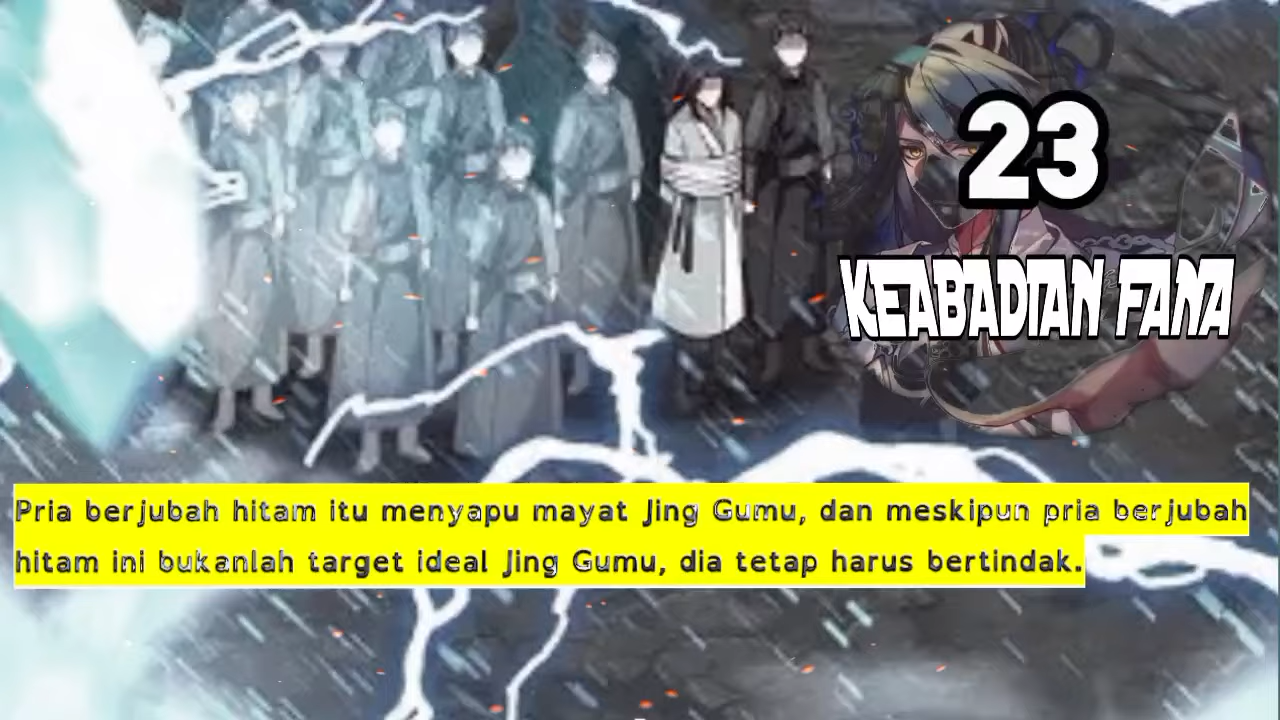 23
KEABADIAN FANA
Pria berjubah hitam itu menyapu mayat Jing Gumu, dan meskipun pria berjubah
hitam ini bukanlah target ideal Jing Gumu, dia tetap harus bertindak.